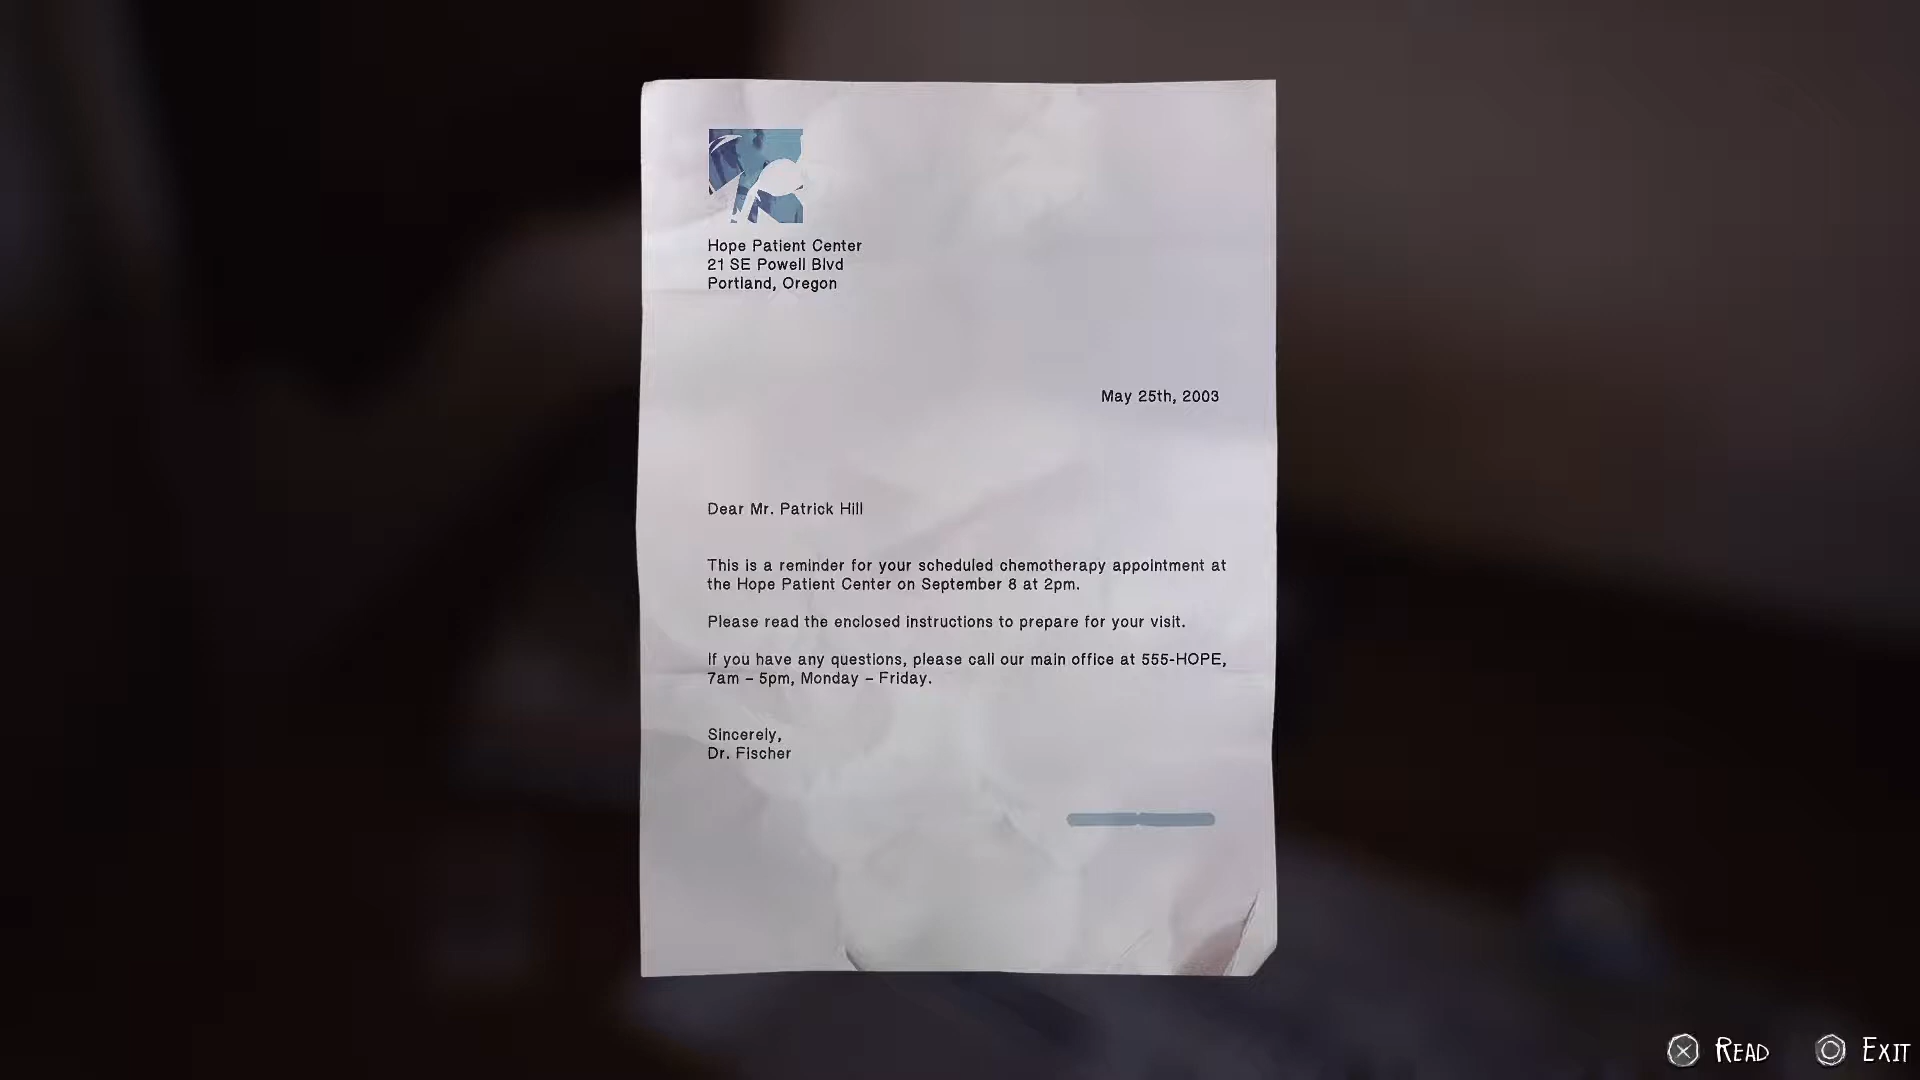 Hope Patient Center
21 SE Powell Blvd
Portland, Oregon
May 25th, 2003
Dear Mr. Patrick Hill
This is a reminder for your scheduled chemotherapy appointment at
the Hope Patient Center on September 8 at 2pm.
Please read the enclosed instructions to prepare for your visit.
If you have any questions, please call our main office at 555-HOPE,
7am – 5pm, Monday – Friday.
Sincerely,
Dr. Fischer
READ EXIT